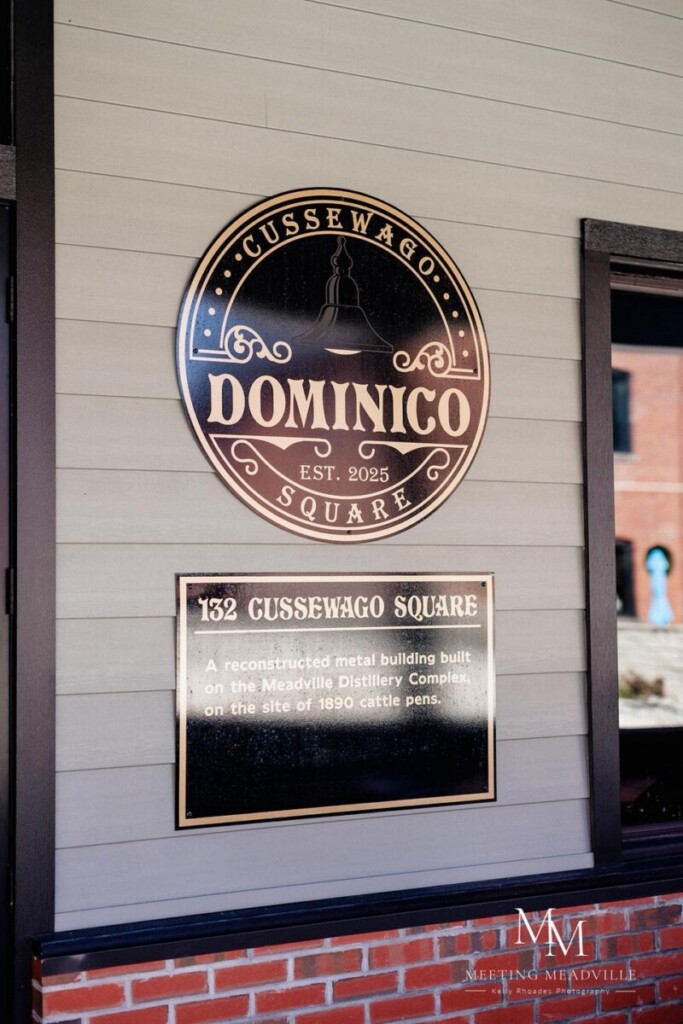 CUSSEWAGO
DOMINICO
EST. 2025
SQUARE
132 CUSSEWAGO SQUARE
A reconstructed metal building built
on the Meadville Distillery Complex,
on the site of 1890 cattle pens.
MM
MEETING MEADVILLE
Kelly Rhoades Photography